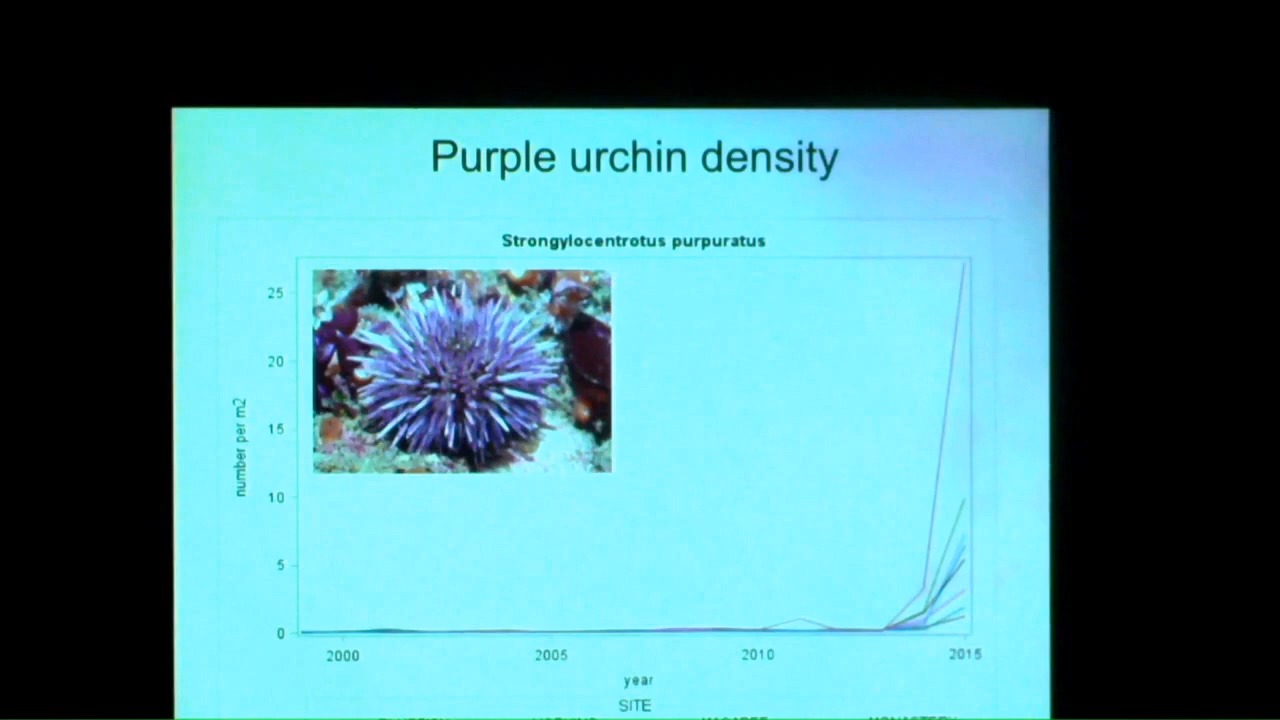 Purple urchin density
Strongylocentrotus purpuratus
number per m2
25
20
15
10
5
0
2000 2005 2010 2015
year
SITE